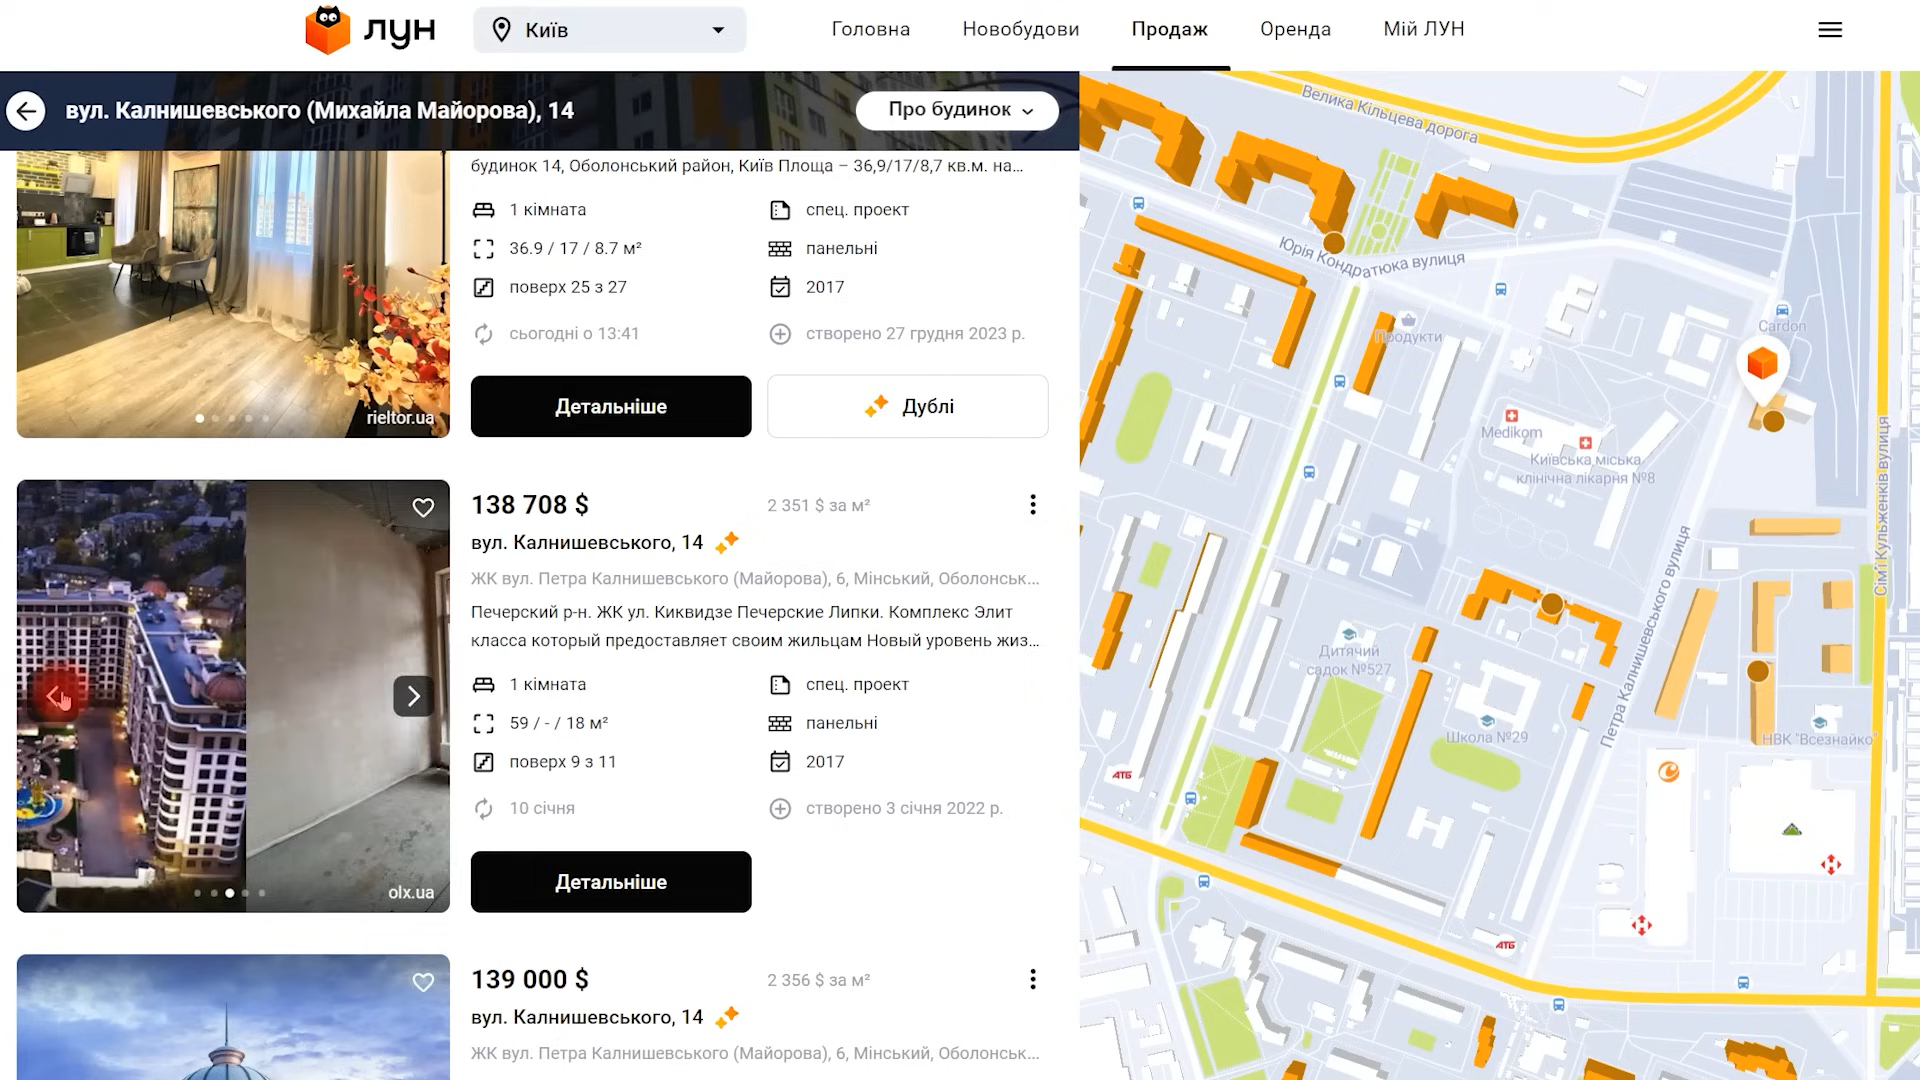 лун
Київ
Головна
Новобудови
Продаж
Оренда
Мій ЛУН
вул. Калнишевського (Михайла Майорова), 14
Про будинок
будинок 14, Оболонський район, Київ Площа – 36,9/17/8,7 кв.м. на...
1 кімната
спец. проект
36.9 / 17 / 8.7 м²
панельні
поверх 25 з 27
2017
сьогодні о 13:41
створено 27 грудня 2023 р.
rieltor.ua
Детальніше
Дублі
138 708 $
2 351 $ за м²
вул. Калнишевського, 14
ЖК вул. Петра Калнишевського (Майорова), 6, Мінський, Оболонськ...
Печерский р-н. ЖК ул. Киквидзе Печерские Липки. Комплекс Элит
класса который предоставляет своим жильцам Новый уровень жиз...
1 кімната
спец. проект
59 / - / 18 м²
панельні
поверх 9 з 11
2017
10 січня
створено 3 січня 2022 р.
olx.ua
Детальніше
139 000 $
2 356 $ за м²
вул. Калнишевського, 14
ЖК вул. Петра Калнишевського (Майорова), 6, Мінський, Оболонськ...
Велика Кільцева дорога
Юрія Кондратюка вулиця
Продукти
Cardon
Medikom
Київська міська
клінічна лікарня №8
Сім'ї Кульженків вулиця
Петра Калнишевського вулиця
Дитячий
садок №527
Школа №29
НВК "Всезнайко"
АТБ
АТБ